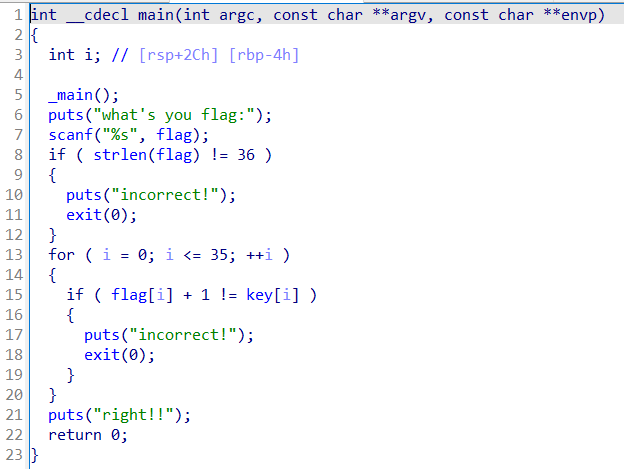 1 int __cdecl main(int argc, const char **argv, const char **envp)
2 {
3 int i; // [rsp+2Ch] [rbp-4h]
4
5 _main();
6 puts("what's you flag:");
7 scanf("%s", flag);
8 if ( strlen(flag) != 36 )
9 {
10 puts("incorrect!");
11 exit(0);
12 }
13 for ( i = 0; i <= 35; ++i )
14 {
15 if ( flag[i] + 1 != key[i] )
16 {
17 puts("incorrect!");
18 exit(0);
19 }
20 }
21 puts("right!!");
22 return 0;
23 }